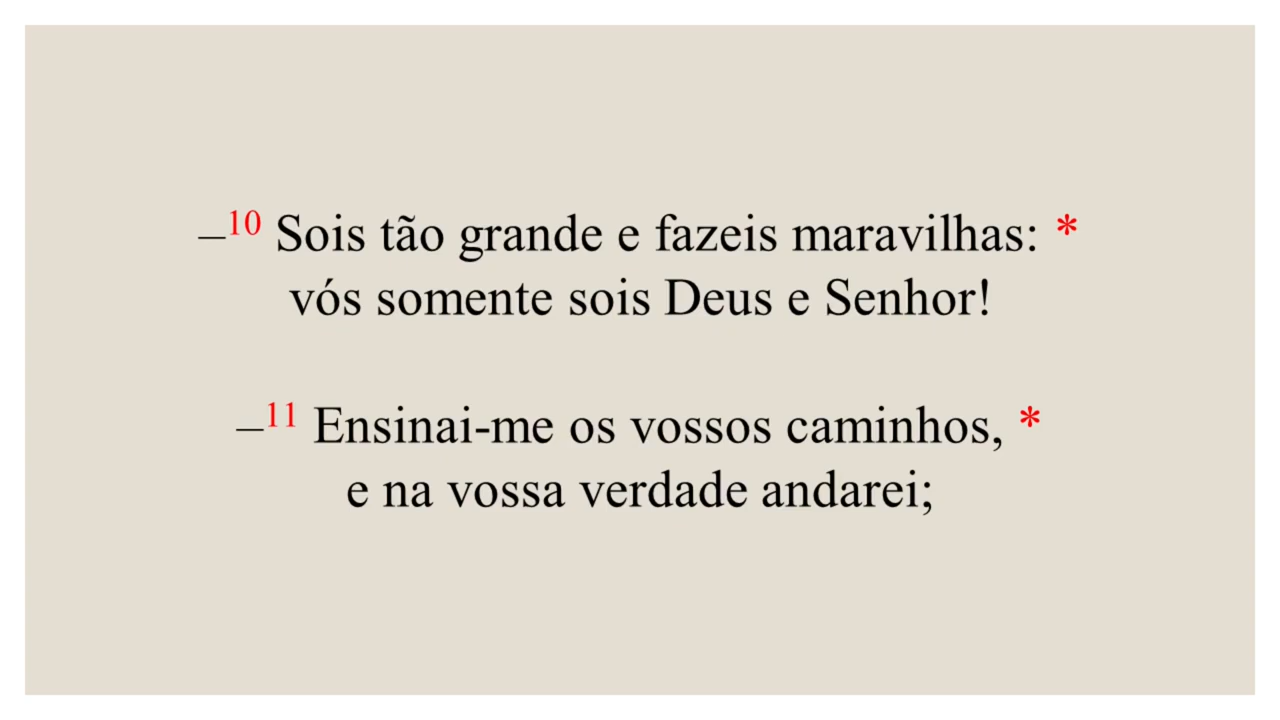 –10 Sois tão grande e fazeis maravilhas: *
vós somente sois Deus e Senhor!
–11 Ensinai-me os vossos caminhos, *
e na vossa verdade andarei;